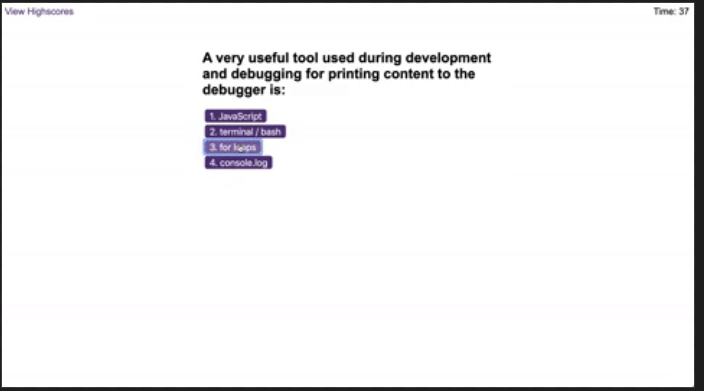 View Highscores
Time: 37
A very useful tool used during development
and debugging for printing content to the
debugger is:
1. JavaScript
2. terminal / bash
3. for loops
4. console.log